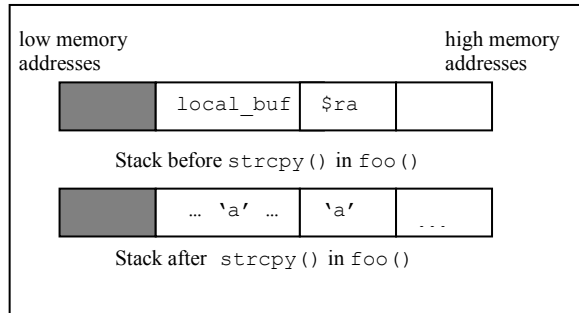 low memory addresses
high memory addresses
local_buf $ra
Stack before strcpy() in foo()
… ‘a’ … ‘a’ ...
Stack after strcpy() in foo()